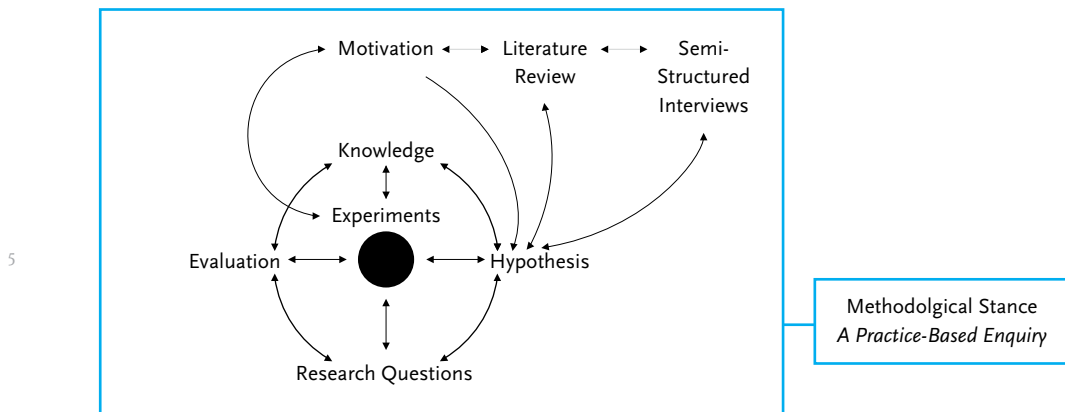 Motivation
Literature
Review
Semi-
Structured
Interviews
Knowledge
Experiments
5
Evaluation
Hypothesis
Research Questions
Methodolgical Stance
A Practice-Based Enquiry